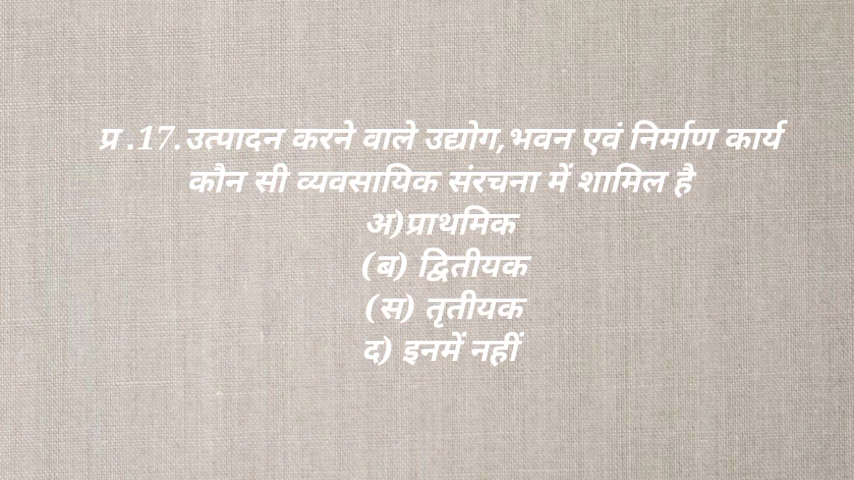 प्र .17.उत्पादन करने वाले उद्योग,भवन एवं निर्माण कार्य
कौन सी व्यवसायिक संरचना में शामिल है
अ)प्राथमिक
(ब) द्वितीयक
(स) तृतीयक
द) इनमें नहीं